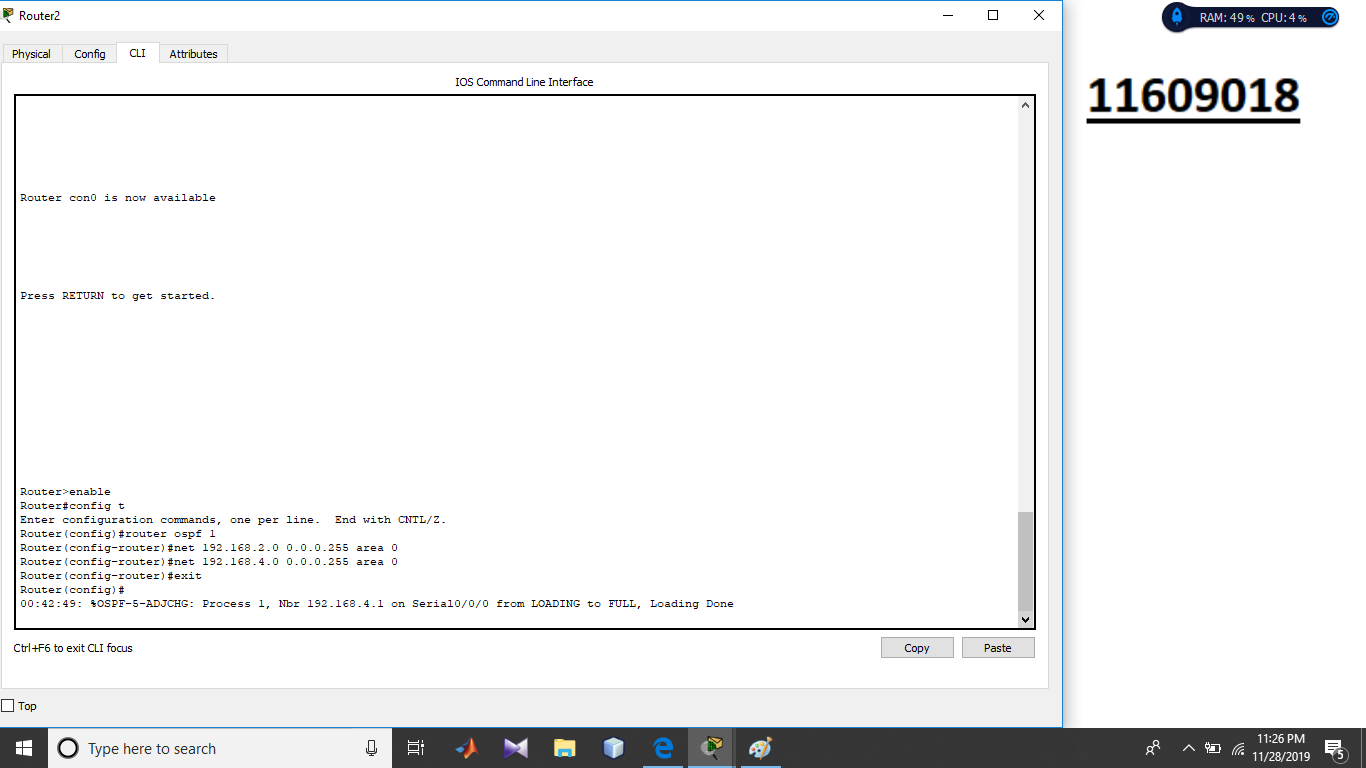 Router2
RAM: 49 % CPU: 4 %
Physical Config CLI Attributes
IOS Command Line Interface
11609018
Router con0 is now available
Press RETURN to get started.
Router>enable
Router#config t
Enter configuration commands, one per line.  End with CNTL/Z.
Router(config)#router ospf 1
Router(config-router)#net 192.168.2.0 0.0.0.255 area 0
Router(config-router)#net 192.168.4.0 0.0.0.255 area 0
Router(config-router)#exit
Router(config)#
00:42:49: %OSPF-5-ADJCHG: Process 1, Nbr 192.168.4.1 on Serial0/0/0 from LOADING to FULL, Loading Done
Ctrl+F6 to exit CLI focus
Copy Paste
Top
Type here to search
11:26 PM
11/28/2019
5